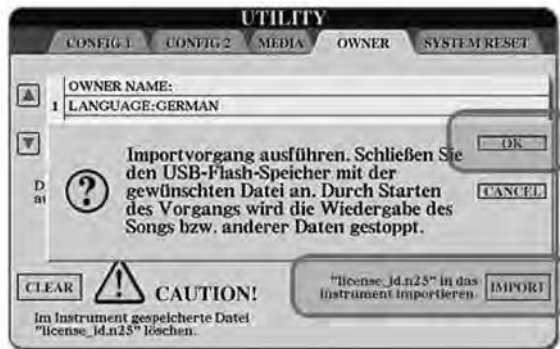 UTILITY
CONFIG 1 CONFIG 2 MEDIA OWNER SYSTEM RESET
OWNER NAME:
1 LANGUAGE:GERMAN
Importvorgang ausführen. Schließen Sie
den USB-Flash-Speicher mit der
gewünschten Datei an. Durch Starten
des Vorgangs wird die Wiedergabe des
Songs bzw. anderer Daten gestoppt.
OK
CANCEL
D
au
CLEAR
CAUTION!
Im Instrument gespeicherte Datei
"license_id.n25" löschen.
"license_id.n25" in das
Instrument importieren.
IMPORT